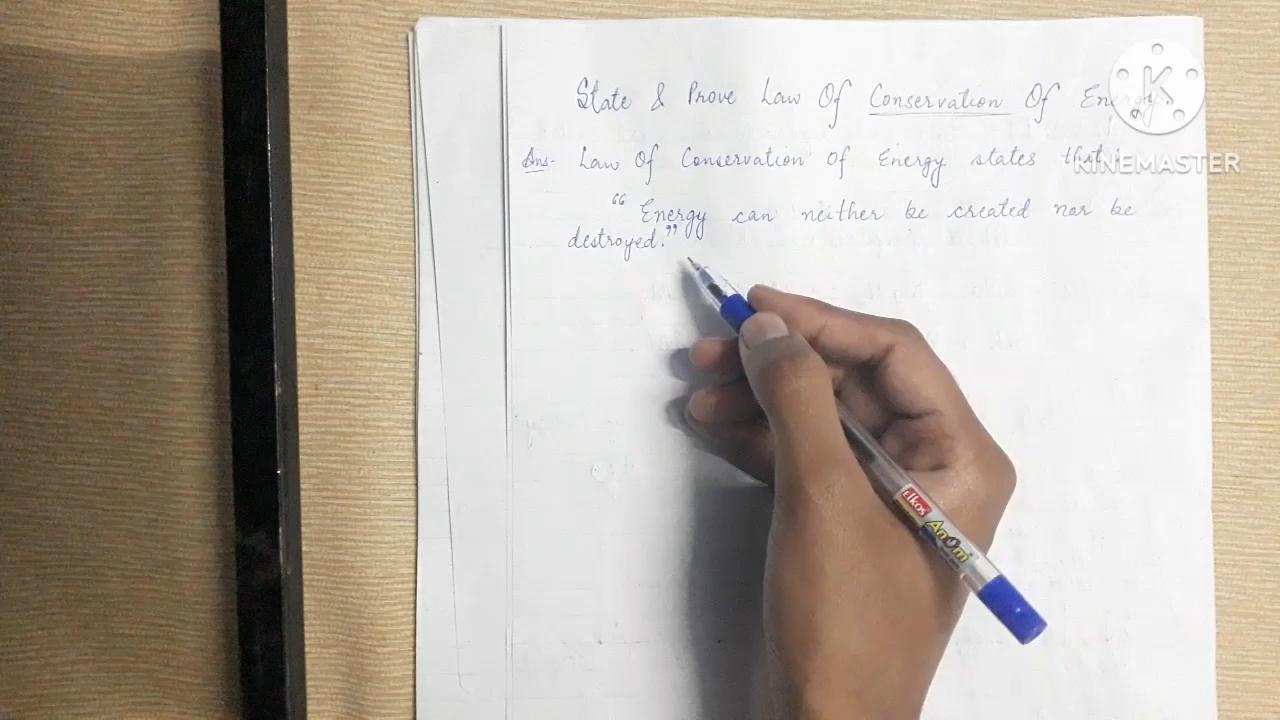 State & Prove Law Of Conservation Of Energy.
Ans- Law Of Conservation Of Energy states that :
"Energy can neither be created nor be
destroyed."
KINEMASTER
elkos
Anomi